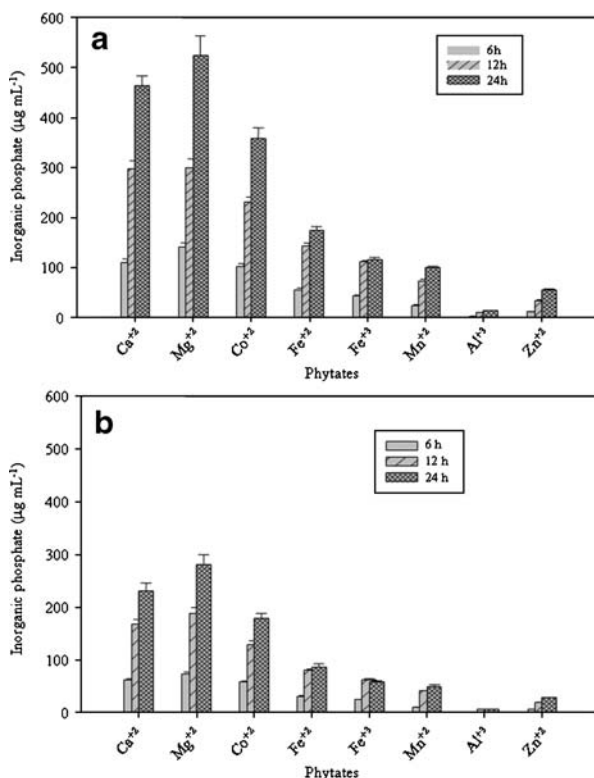 a
600
500
400
300
200
100
0
Inorganic phosphate (µg mL⁻¹)
6h
12h
24h
Ca⁺² Mg⁺² Co⁺² Fe⁺² Fe⁺³ Mn⁺² Al⁺³ Zn⁺²
Phytates
b
600
500
400
300
200
100
0
Inorganic phosphate (µg mL⁻¹)
6 h
12 h
24 h
Ca⁺² Mg⁺² Co⁺² Fe⁺² Fe⁺³ Mn⁺² Al⁺³ Zn⁺²
Phytates